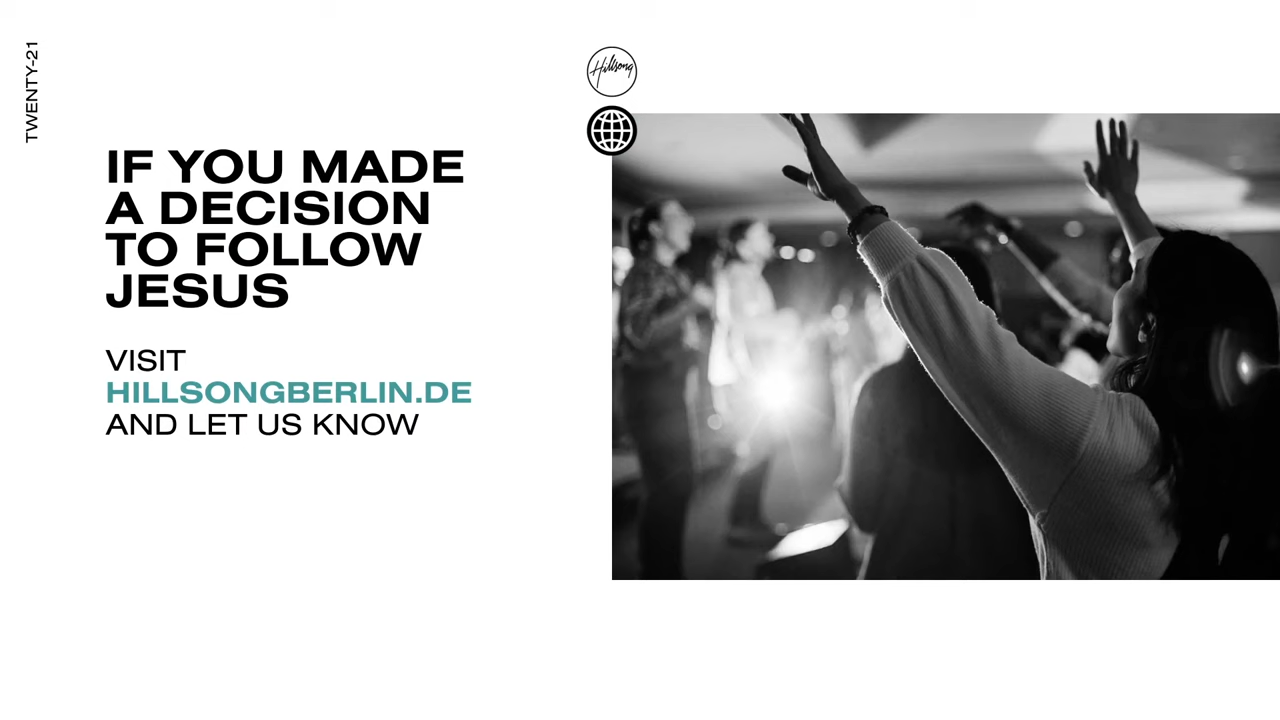 TWENTY-21
Hillsong
IF YOU MADE
A DECISION
TO FOLLOW
JESUS
VISIT
HILLSONGBERLIN.DE
AND LET US KNOW